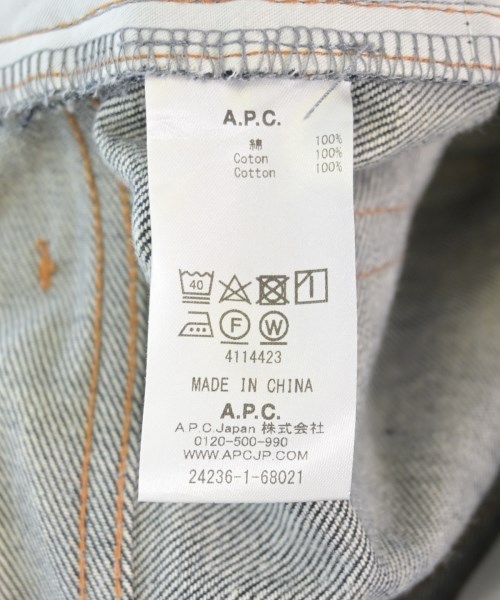 A.P.C.
綿 100%
Coton 100%
Cotton 100%
40
F W
4114423
MADE IN CHINA
A.P.C.
A.P.C.Japan 株式会社
0120-500-990
WWW.APCJP.COM
24236-1-68021